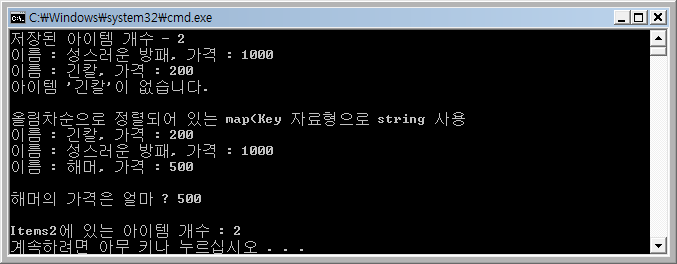 C:₩Windows₩system32₩cmd.exe
저장된 아이템 개수 - 2
이름 : 성스러운 방패, 가격 : 1000
이름 : 긴칼, 가격 : 200
아이템 '긴칼'이 없습니다.
올림차순으로 정렬되어 있는 map(Key 자료형으로 string 사용
이름 : 긴칼, 가격 : 200
이름 : 성스러운 방패, 가격 : 1000
이름 : 해머, 가격 : 500
해머의 가격은 얼마 ? 500
Items2에 있는 아이템 개수 : 2
계속하려면 아무 키나 누르십시오 . . .